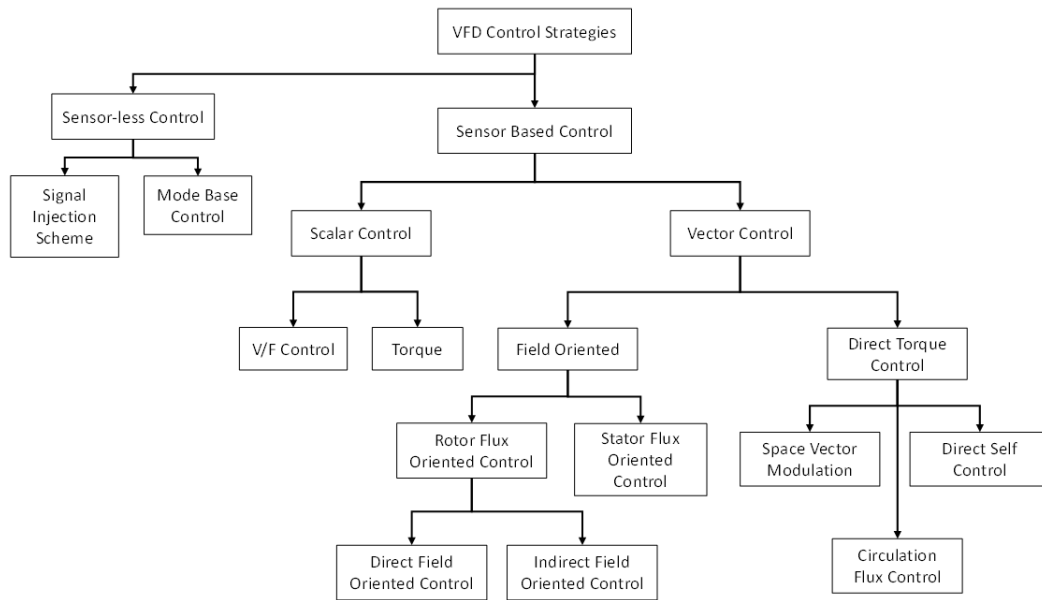 VFD Control Strategies
Sensor-less Control
Sensor Based Control
Signal
Injection
Scheme
Mode Base
Control
Scalar Control
Vector Control
V/F Control
Torque
Field Oriented
Direct Torque
Control
Rotor Flux
Oriented Control
Stator Flux
Oriented
Control
Space Vector
Modulation
Direct Self
Control
Direct Field
Oriented Control
Indirect Field
Oriented Control
Circulation
Flux Control